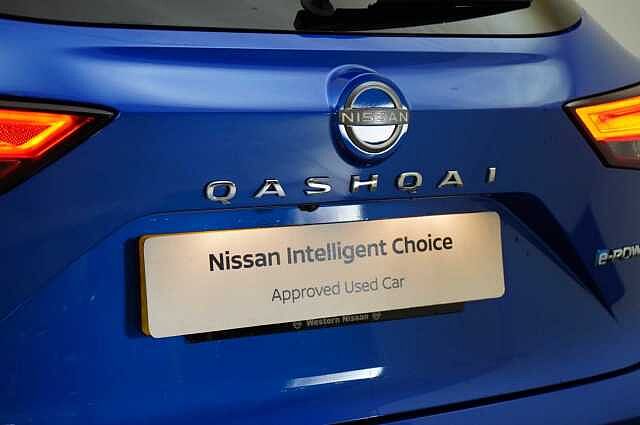 NISSAN
QASHQAI
Nissan Intelligent Choice
Approved Used Car
Western Nissan